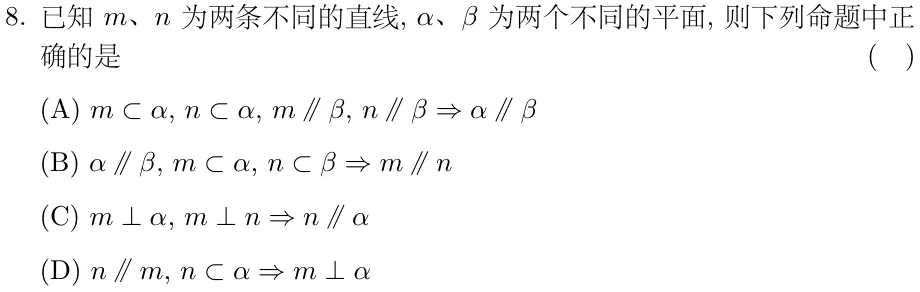 8. 已知 m、n 为两条不同的直线, α、β 为两个不同的平面, 则下列命题中正
确的是 ( )
(A) m ⊂ α, n ⊂ α, m ∥ β, n ∥ β ⇒ α ∥ β
(B) α ∥ β, m ⊂ α, n ⊂ β ⇒ m ∥ n
(C) m ⊥ α, m ⊥ n ⇒ n ∥ α
(D) n ∥ m, n ⊂ α ⇒ m ⊥ α